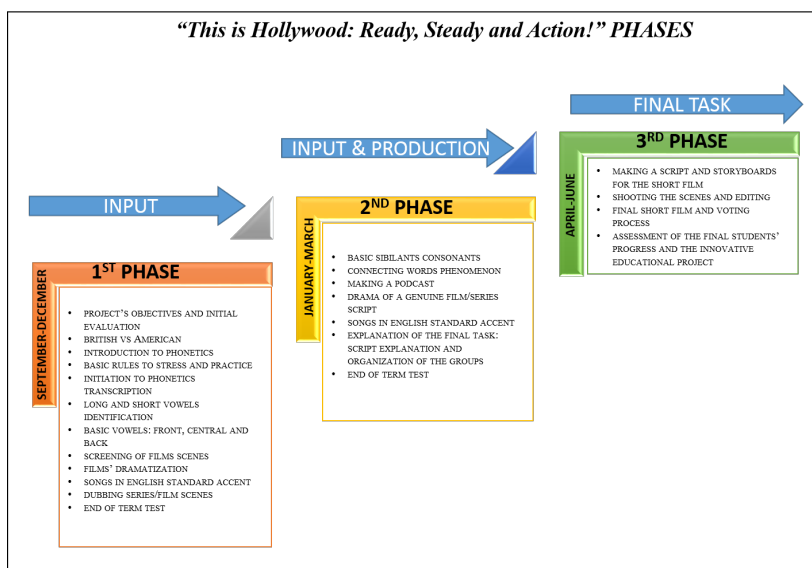 “This is Hollywood: Ready, Steady and Action!” PHASES
INPUT
SEPTEMBER-DECEMBER
1ST PHASE
• PROJECT’S OBJECTIVES AND INITIAL
EVALUATION
• BRITISH VS AMERICAN
• INTRODUCTION TO PHONETICS
• BASIC RULES TO STRESS AND PRACTICE
• INITIATION TO PHONETICS
TRANSCRIPTION
• LONG AND SHORT VOWELS
IDENTIFICATION
• BASIC VOWELS: FRONT, CENTRAL AND
BACK
• SCREENING OF FILMS SCENES
• FILMS’ DRAMATIZATION
• SONGS IN ENGLISH STANDARD ACCENT
• DUBBING SERIES/FILM SCENES
• END OF TERM TEST
INPUT & PRODUCTION
JANUARY-MARCH
2ND PHASE
• BASIC SIBILANTS CONSONANTS
• CONNECTING WORDS PHENOMENON
• MAKING A PODCAST
• DRAMA OF A GENUINE FILM/SERIES
SCRIPT
• SONGS IN ENGLISH STANDARD ACCENT
• EXPLANATION OF THE FINAL TASK:
SCRIPT EXPLANATION AND
ORGANIZATION OF THE GROUPS
• END OF TERM TEST
FINAL TASK
APRIL-JUNE
3RD PHASE
• MAKING A SCRIPT AND STORYBOARDS
FOR THE SHORT FILM
• SHOOTING THE SCENES AND EDITING
• FINAL SHORT FILM AND VOTING
PROCESS
• ASSESSMENT OF THE FINAL STUDENTS’
PROGRESS AND THE INNOVATIVE
EDUCATIONAL PROJECT